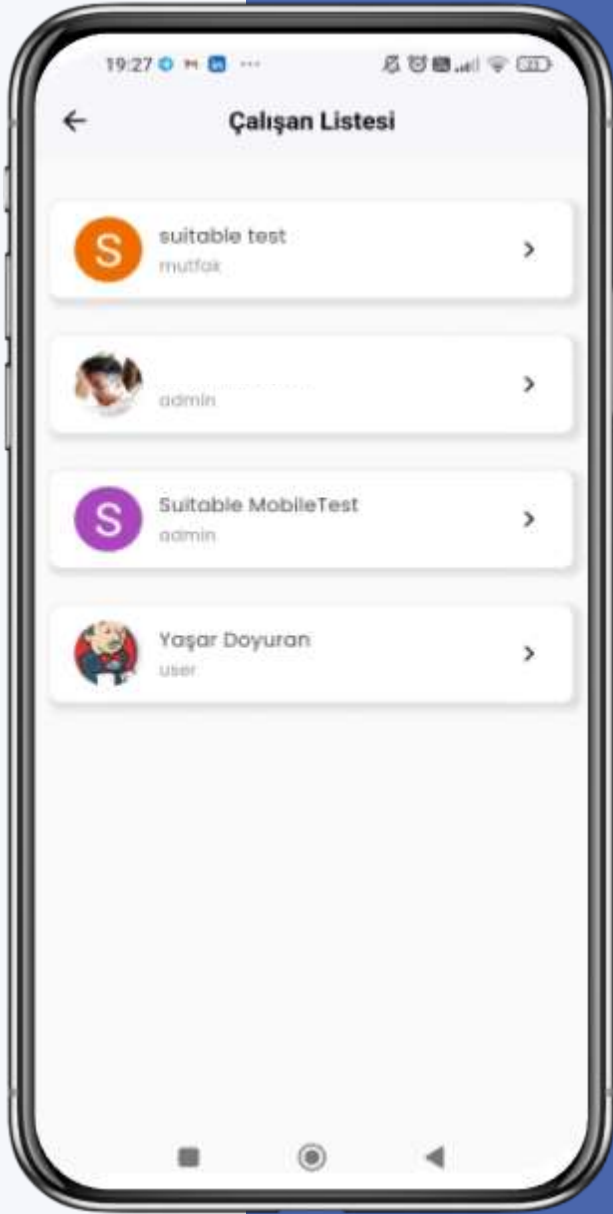 19:27
Çalışan Listesi
S
suitable test
mutfak
admin
S
Suitable MobileTest
admin
Yaşar Doyuran
user